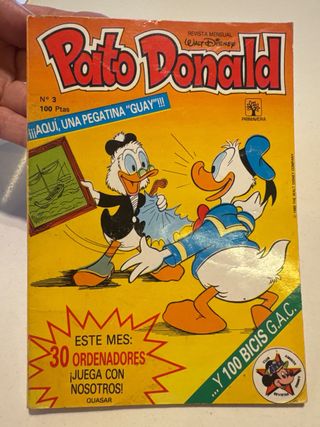 REVISTA MENSUAL
WALT DISNEY
Pato Donald
Nº 3
100 Ptas
PRIMAVERA
¡¡¡AQUI, UNA PEGATINA "GUAY"!!!
ESTE MES:
30 ORDENADORES
¡JUEGA CON
NOSOTROS!
QUASAR
...Y 100 BICIS G.A.C.